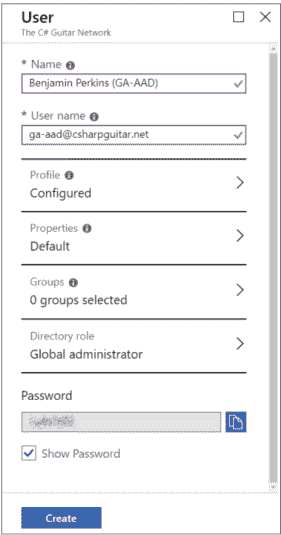 User
The C# Guitar Network
* Name
Benjamin Perkins (GA-AAD)
* User name
ga-aad@csharpguitar.net
Profile
Configured
Properties
Default
Groups
0 groups selected
Directory role
Global administrator
Password
Show Password
Create